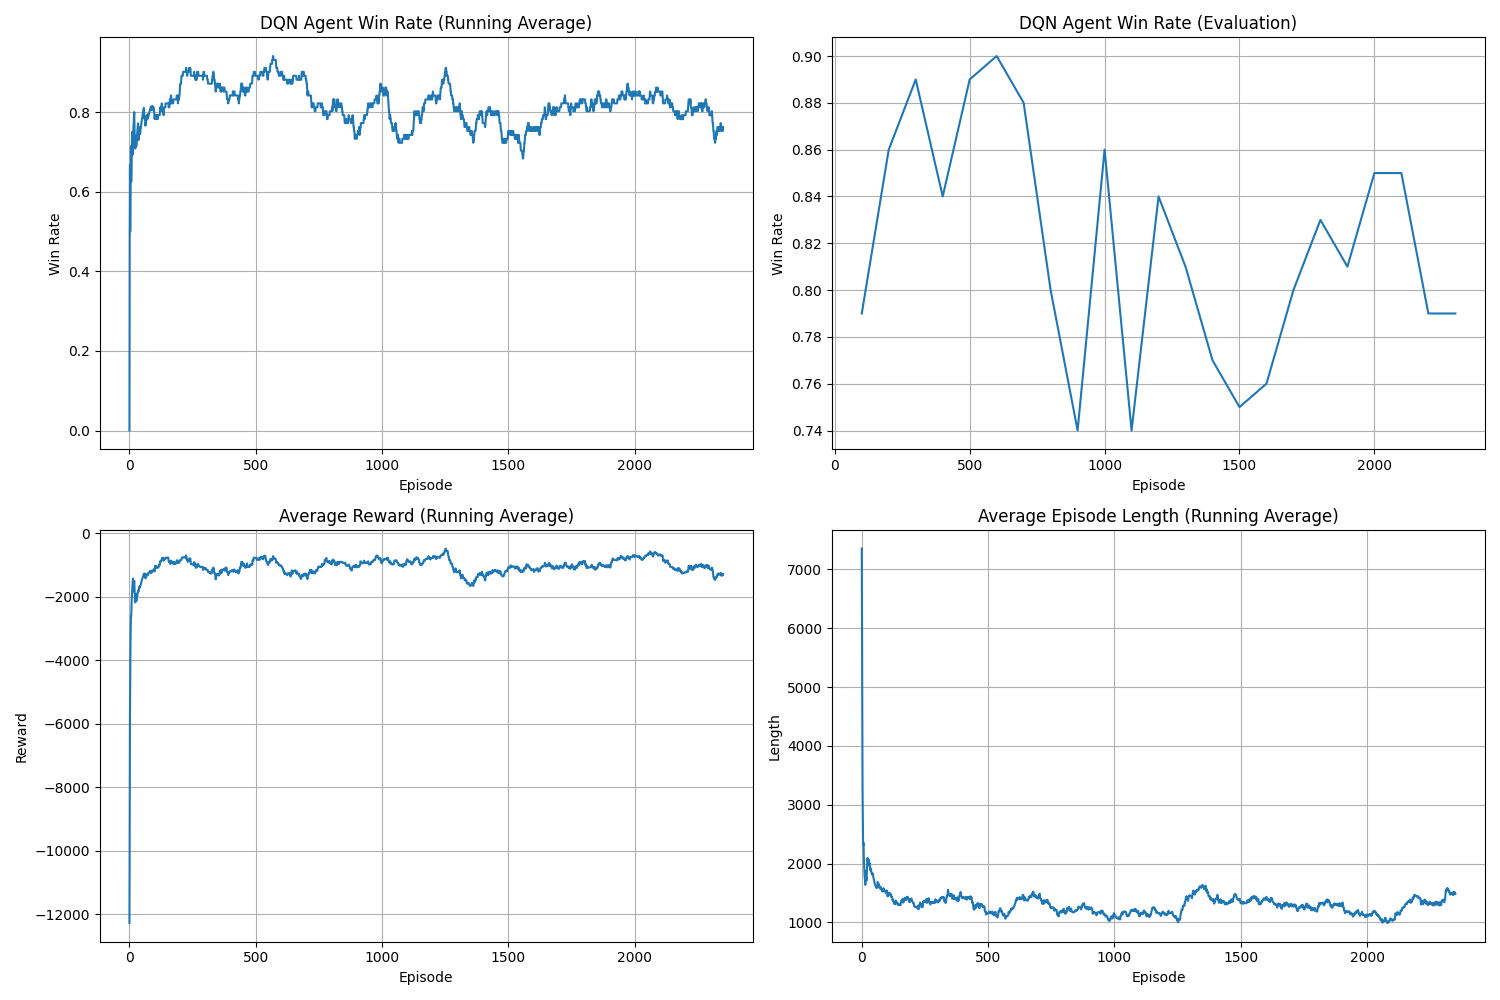 DQN Agent Win Rate (Running Average)
Win Rate
0.8
0.6
0.4
0.2
0.0
0 500 1000 1500 2000
Episode
DQN Agent Win Rate (Evaluation)
Win Rate
0.90
0.88
0.86
0.84
0.82
0.80
0.78
0.76
0.74
0 500 1000 1500 2000
Episode
Average Reward (Running Average)
Reward
0
−2000
−4000
−6000
−8000
−10000
−12000
0 500 1000 1500 2000
Episode
Average Episode Length (Running Average)
Length
7000
6000
5000
4000
3000
2000
1000
0 500 1000 1500 2000
Episode